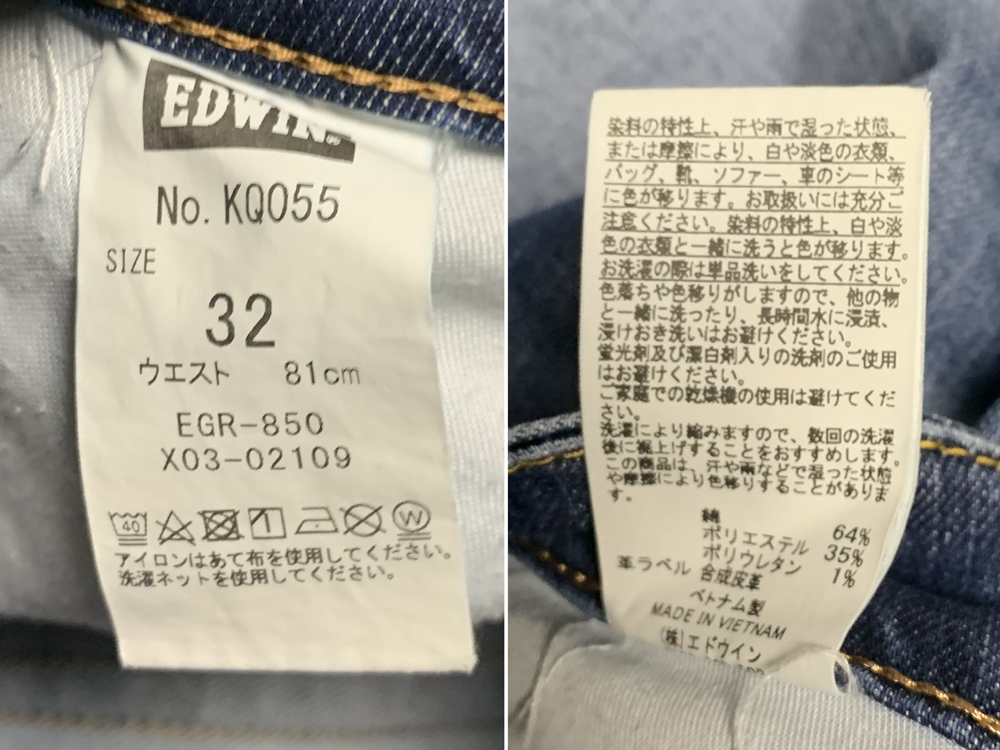 EDWIN
No. KQ055
SIZE
32
ウエスト 81cm
EGR-850
X03-02109
40 1 W
アイロンはあて布を使用してください。
洗濯ネットを使用してください。
染料の特性上、汗や雨で湿った状態、
または摩擦により、白や淡色の衣類、
バッグ、靴、ソファー、車のシート等
に色が移ります。お取扱いには充分ご
注意ください。染料の特性上、白や淡
色の衣類と一緒に洗うと色が移ります。
お洗濯の際は単品洗いをしてください。
色落ちや色移りがしますので、他の物
と一緒に洗ったり、長時間水に浸漬、
浸けおき洗いはお避けください。
蛍光剤及び漂白剤入りの洗剤のご使用
はお避けください。
ご家庭での乾燥機の使用は避けてくだ
さい。
洗濯により縮みますので、数回の洗濯
後に裾上げすることをおすすめします。
この商品は、汗や雨などで湿った状態
や摩擦により色移りすることがありま
す。
綿 64%
ポリエステル 35%
ポリウレタン 1%
革ラベル 合成皮革
ベトナム製
MADE IN VIETNAM
(株)エドウイン